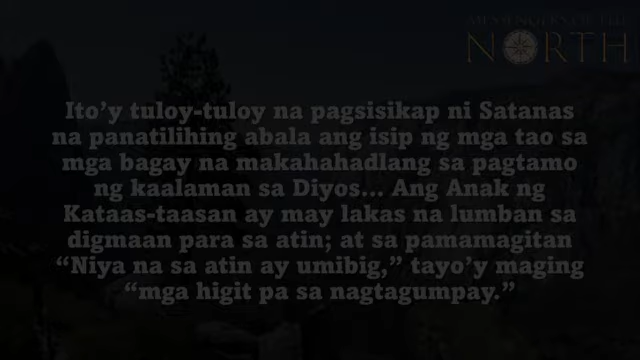 MESSENGERS OF THE
NORTH
Ito’y tuloy-tuloy na pagsisikap ni Satanas
na panatilihing abala ang isip ng mga tao sa
mga bagay na makahahadlang sa pagtamo
ng kaalaman sa Diyos... Ang Anak ng
Kataas-taasan ay may lakas na lumban sa
digmaan para sa atin; at sa pamamagitan
“Niya na sa atin ay umibig,” tayo’y maging
“mga higit pa sa nagtagumpay.”